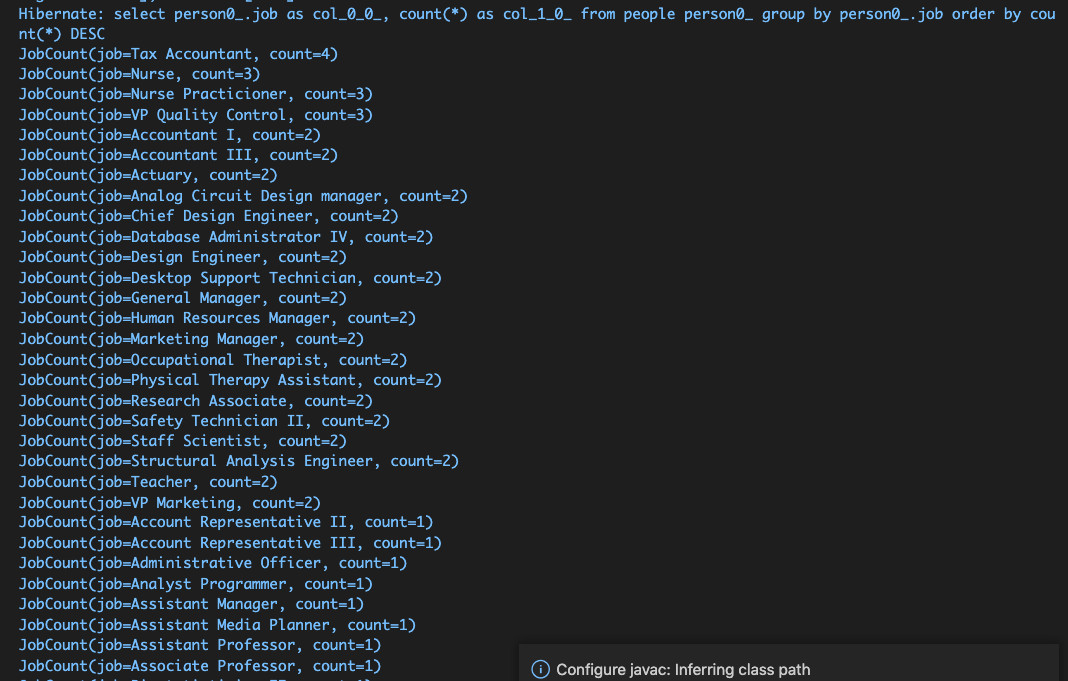 Hibernate: select person0_.job as col_0_0_, count(*) as col_1_0_ from people person0_ group by person0_.job order by cou
nt(*) DESC
JobCount(job=Tax Accountant, count=4)
JobCount(job=Nurse, count=3)
JobCount(job=Nurse Practicioner, count=3)
JobCount(job=VP Quality Control, count=3)
JobCount(job=Accountant I, count=2)
JobCount(job=Accountant III, count=2)
JobCount(job=Actuary, count=2)
JobCount(job=Analog Circuit Design manager, count=2)
JobCount(job=Chief Design Engineer, count=2)
JobCount(job=Database Administrator IV, count=2)
JobCount(job=Design Engineer, count=2)
JobCount(job=Desktop Support Technician, count=2)
JobCount(job=General Manager, count=2)
JobCount(job=Human Resources Manager, count=2)
JobCount(job=Marketing Manager, count=2)
JobCount(job=Occupational Therapist, count=2)
JobCount(job=Physical Therapy Assistant, count=2)
JobCount(job=Research Associate, count=2)
JobCount(job=Safety Technician II, count=2)
JobCount(job=Staff Scientist, count=2)
JobCount(job=Structural Analysis Engineer, count=2)
JobCount(job=Teacher, count=2)
JobCount(job=VP Marketing, count=2)
JobCount(job=Account Representative II, count=1)
JobCount(job=Account Representative III, count=1)
JobCount(job=Administrative Officer, count=1)
JobCount(job=Analyst Programmer, count=1)
JobCount(job=Assistant Manager, count=1)
JobCount(job=Assistant Media Planner, count=1)
JobCount(job=Assistant Professor, count=1)
JobCount(job=Associate Professor, count=1)
Configure javac: Inferring class path